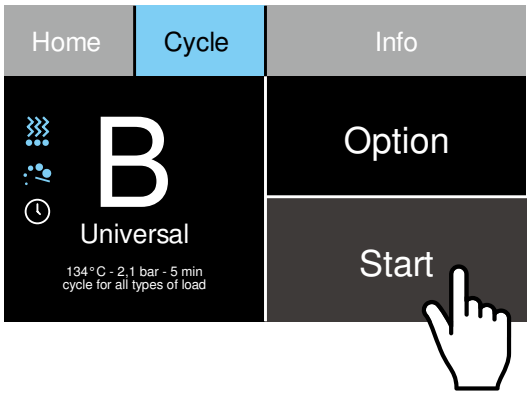 Home
Cycle
Info
B
Universal
134°C - 2,1 bar - 5 min
cycle for all types of load
Option
Start